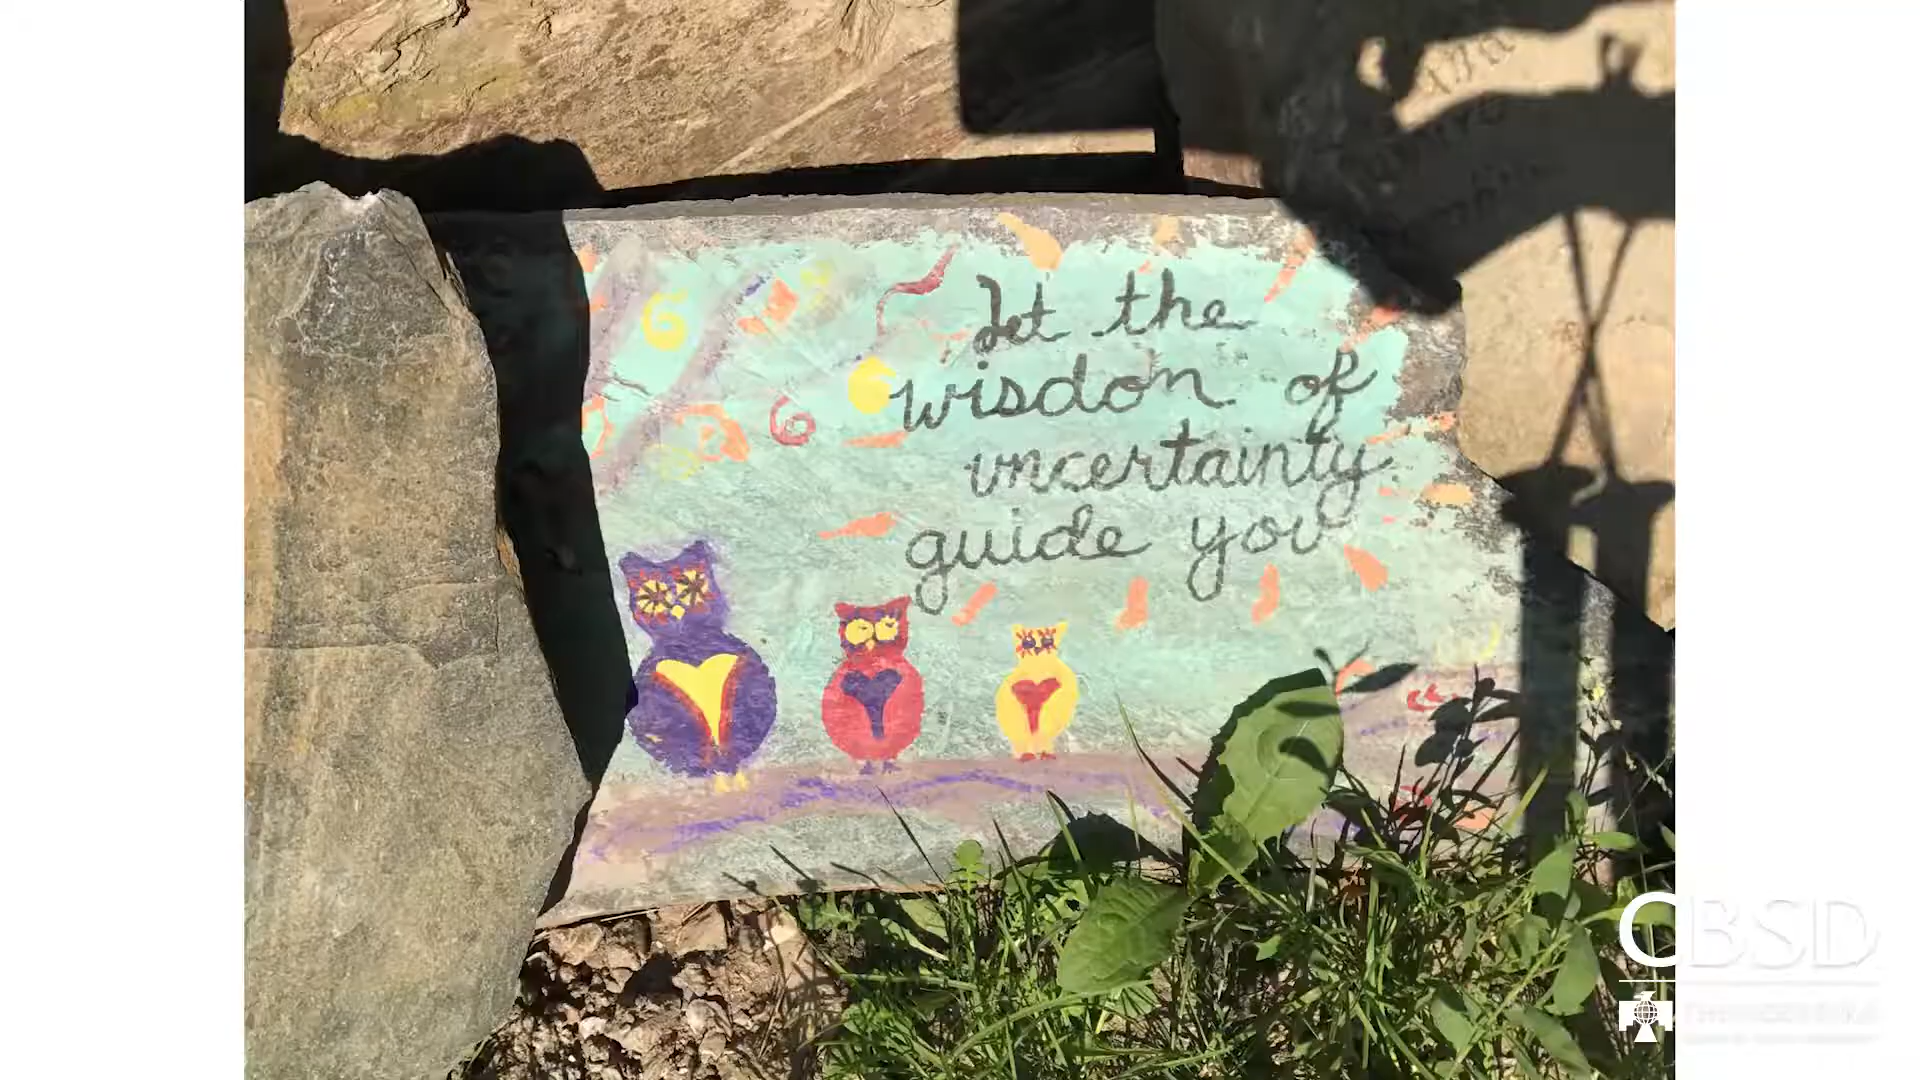 Let the
wisdom of
uncertainty
guide you
CBSD